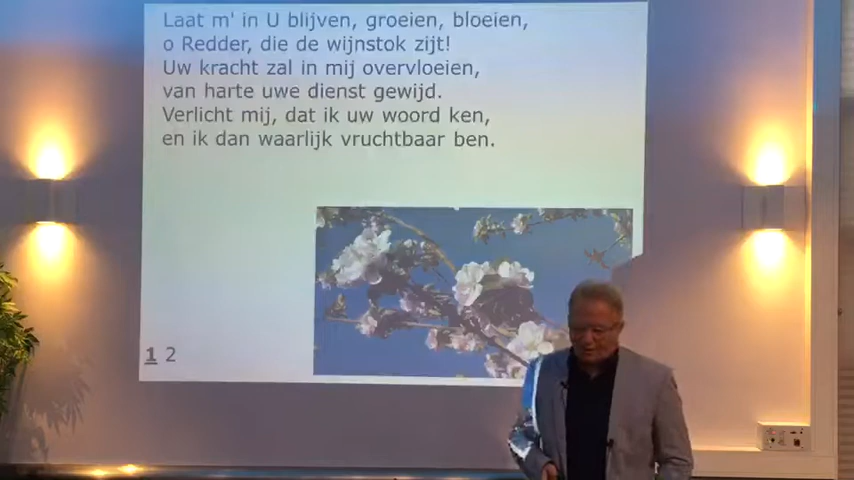 Laat m' in U blijven, groeien, bloeien,
o Redder, die de wijnstok zijt!
Uw kracht zal in mij overvloeien,
van harte uwe dienst gewijd.
Verlicht mij, dat ik uw woord ken,
en ik dan waarlijk vruchtbaar ben.
1 2